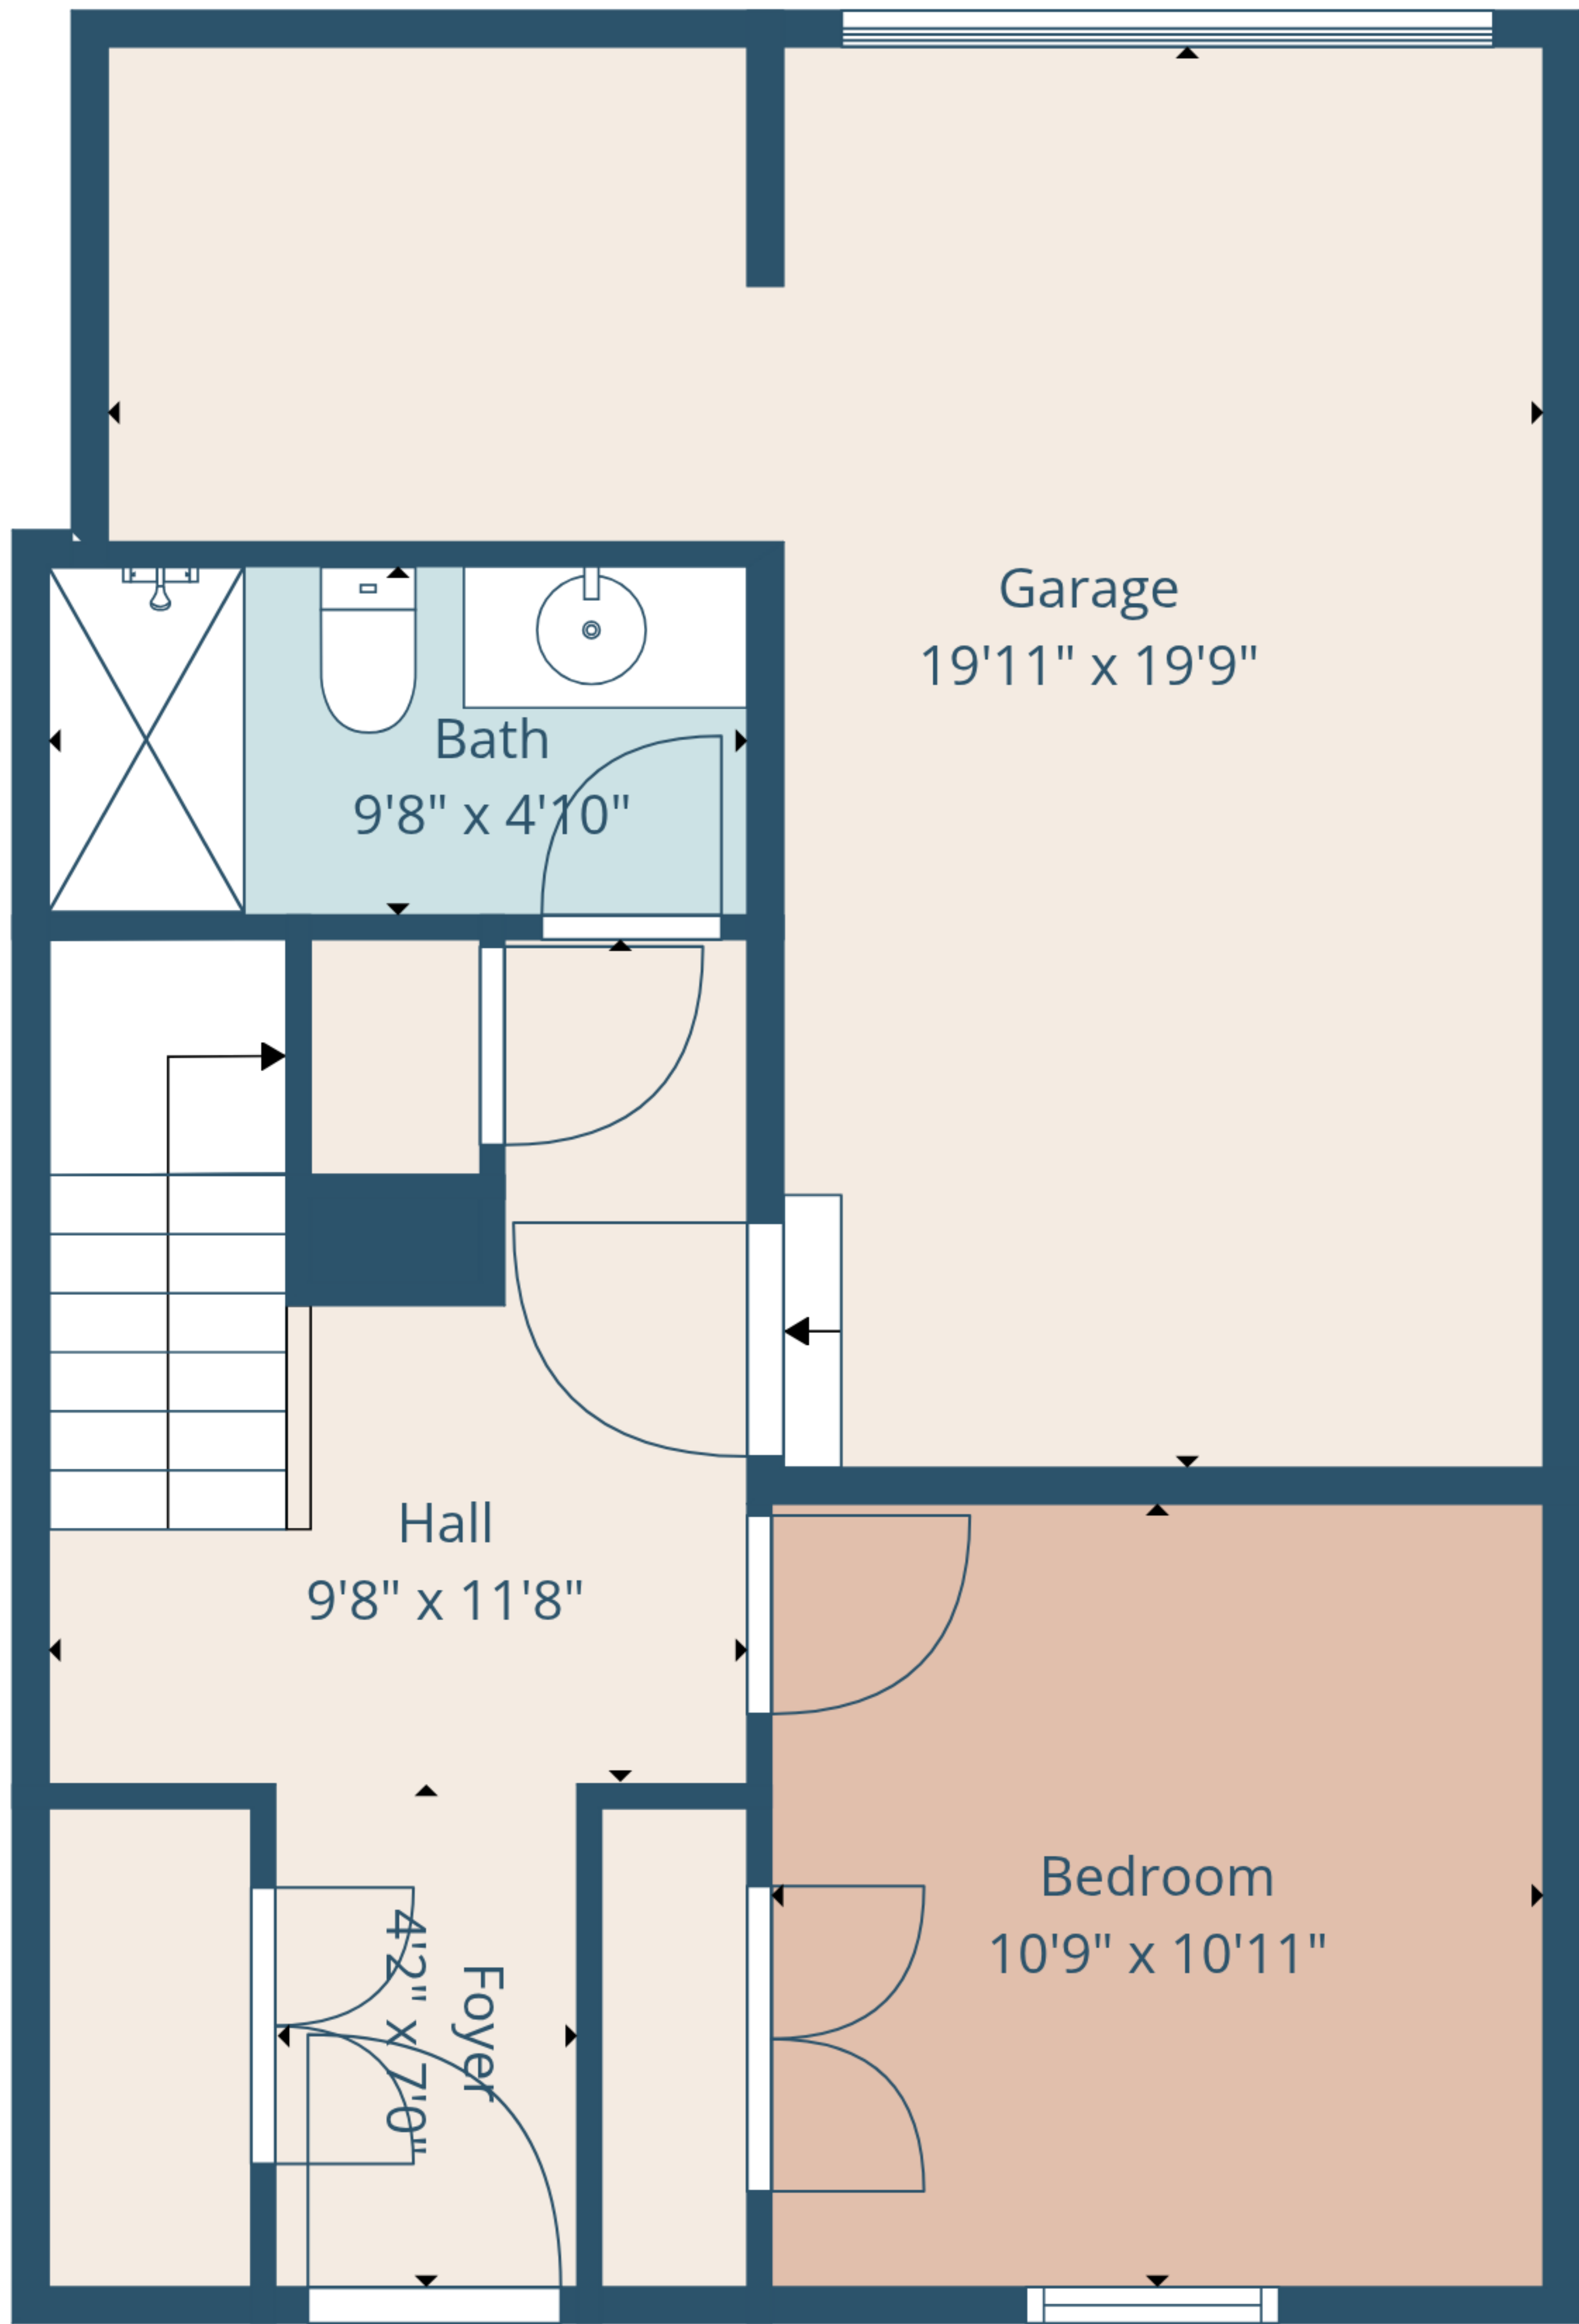 Garage
19'11" x 19'9"
Bath
9'8" x 4'10"
Hall
9'8" x 11'8"
Bedroom
10'9" x 10'11"
Foyer
4'2" x 7'0"